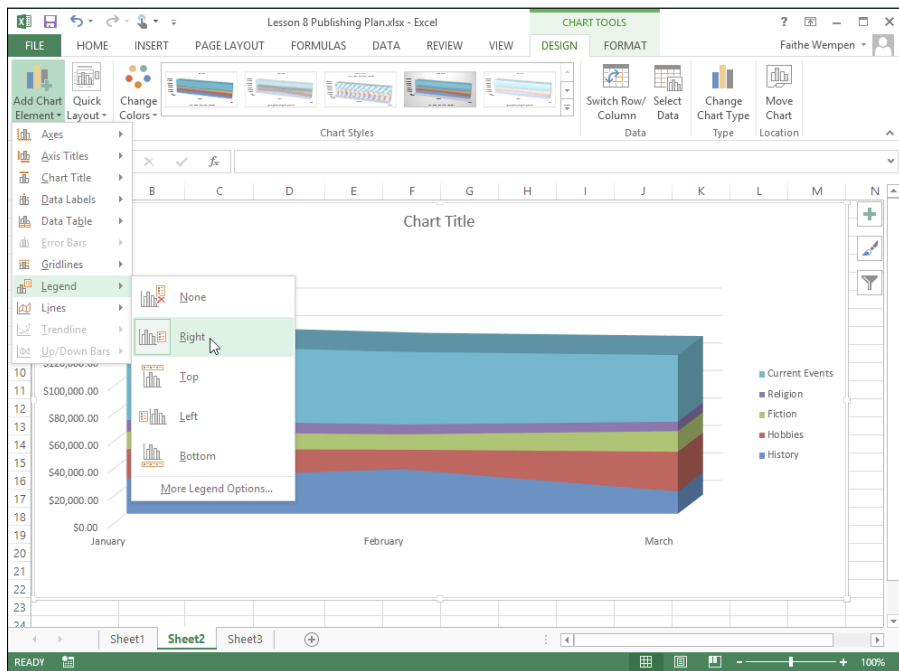 Lesson 8 Publishing Plan.xlsx - Excel
CHART TOOLS
?
FILE HOME INSERT PAGE LAYOUT FORMULAS DATA REVIEW VIEW DESIGN FORMAT Faithe Wempen
Add Chart Element
Quick Layout
Change Colors
Switch Row/ Column
Select Data
Change Chart Type
Move Chart
Chart Styles
Data
Type
Location
fx
Axes
Axis Titles
Chart Title
Data Labels
Data Table
Error Bars
Gridlines
Legend
Lines
Trendline
Up/Down Bars
None
Right
Top
Left
Bottom
More Legend Options...
B C D E F G H I J K L M N
Chart Title
10
11
12
13
14
15
16
17
18
19
20
21
22
23
24
$120,000.00
$100,000.00
$80,000.00
$60,000.00
$40,000.00
$20,000.00
$0.00
January February March
Current Events
Religion
Fiction
Hobbies
History
Sheet1 Sheet2 Sheet3
READY
100%